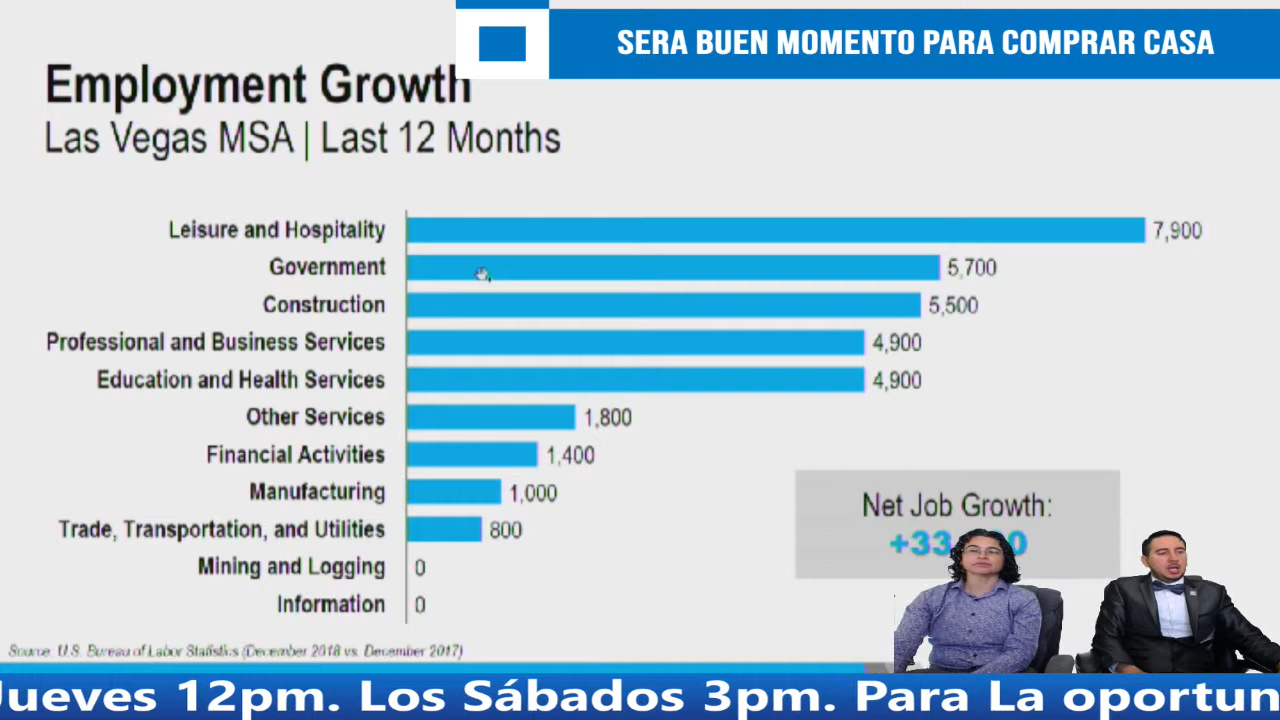 SERA BUEN MOMENTO PARA COMPRAR CASA
Employment Growth
Las Vegas MSA | Last 12 Months
Leisure and Hospitality 7,900
Government 5,700
Construction 5,500
Professional and Business Services 4,900
Education and Health Services 4,900
Other Services 1,800
Financial Activities 1,400
Manufacturing 1,000
Trade, Transportation, and Utilities 800
Mining and Logging 0
Information 0
Net Job Growth:
Source: U.S. Bureau of Labor Statistics (December 2018 vs. December 2017)
Jueves 12pm. Los Sábados 3pm. Para La oportun